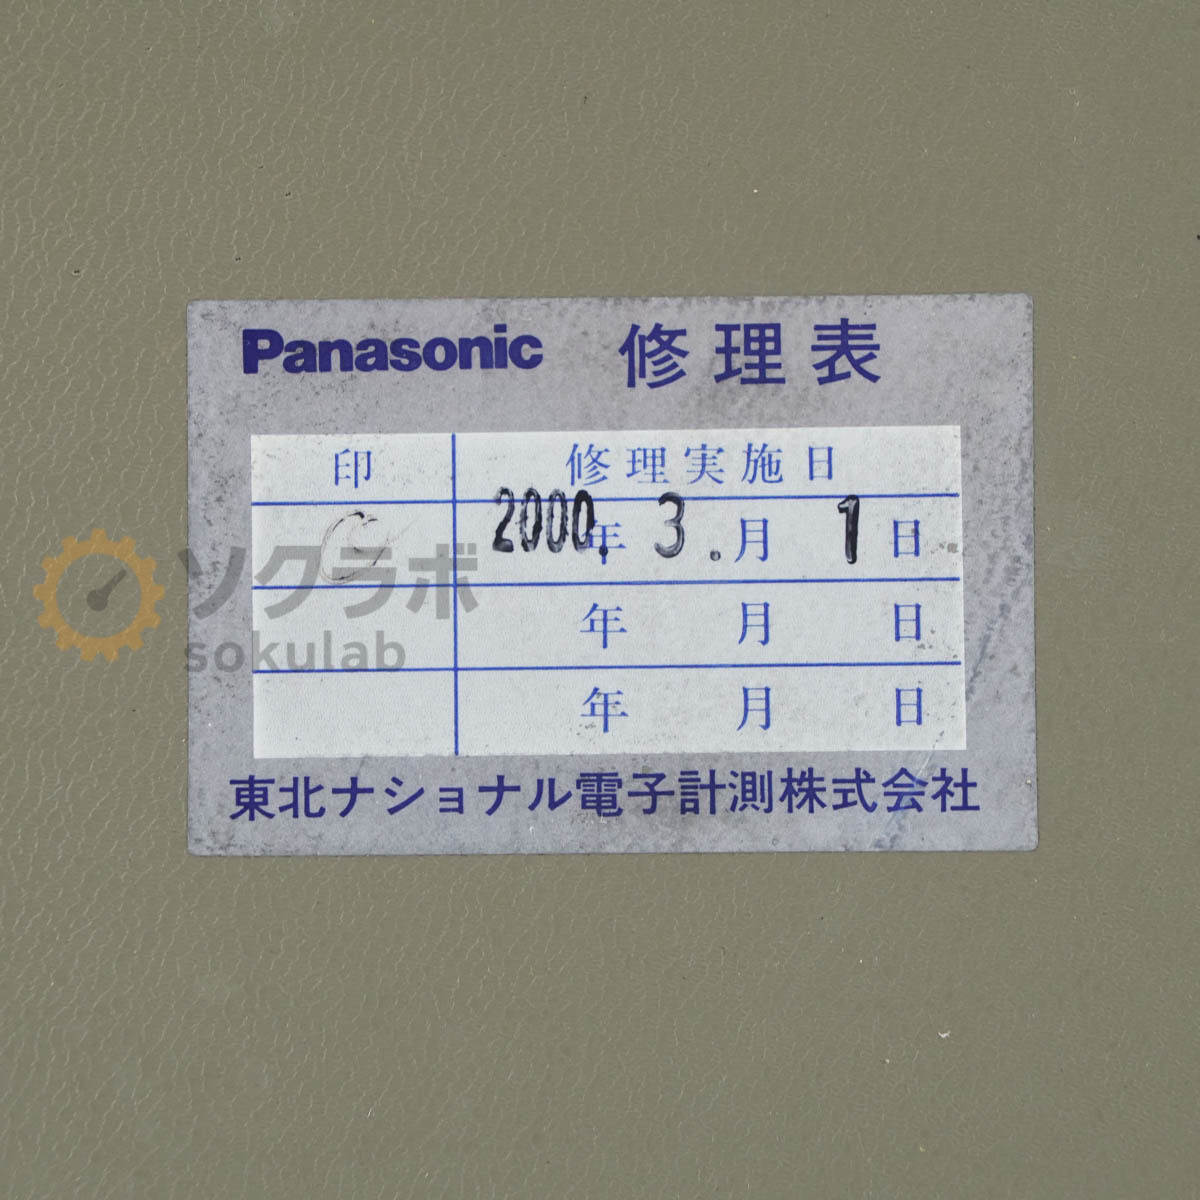 Panasonic 修理表
印 修理実施日
2000.年 3.月 1日
年 月 日
年 月 日
東北ナショナル電子計測株式会社
ソクラボ
sokulab